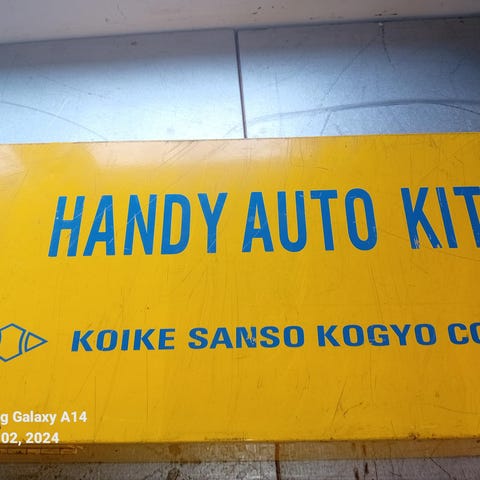 HANDY AUTO KIT
KOIKE SANSO KOGYO CO
Galaxy A14
02, 2024